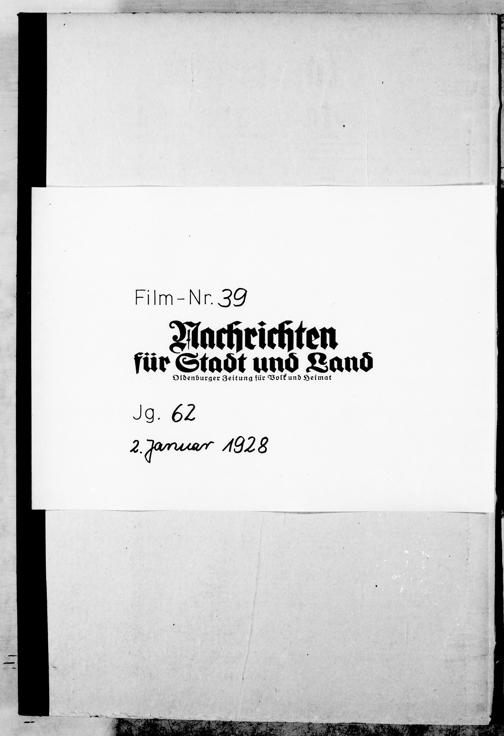 Film-Nr. 39
Nachrichten
für Stadt und Land
Oldenburger Zeitung für Volk und Heimat
Jg. 62
2. Januar 1928